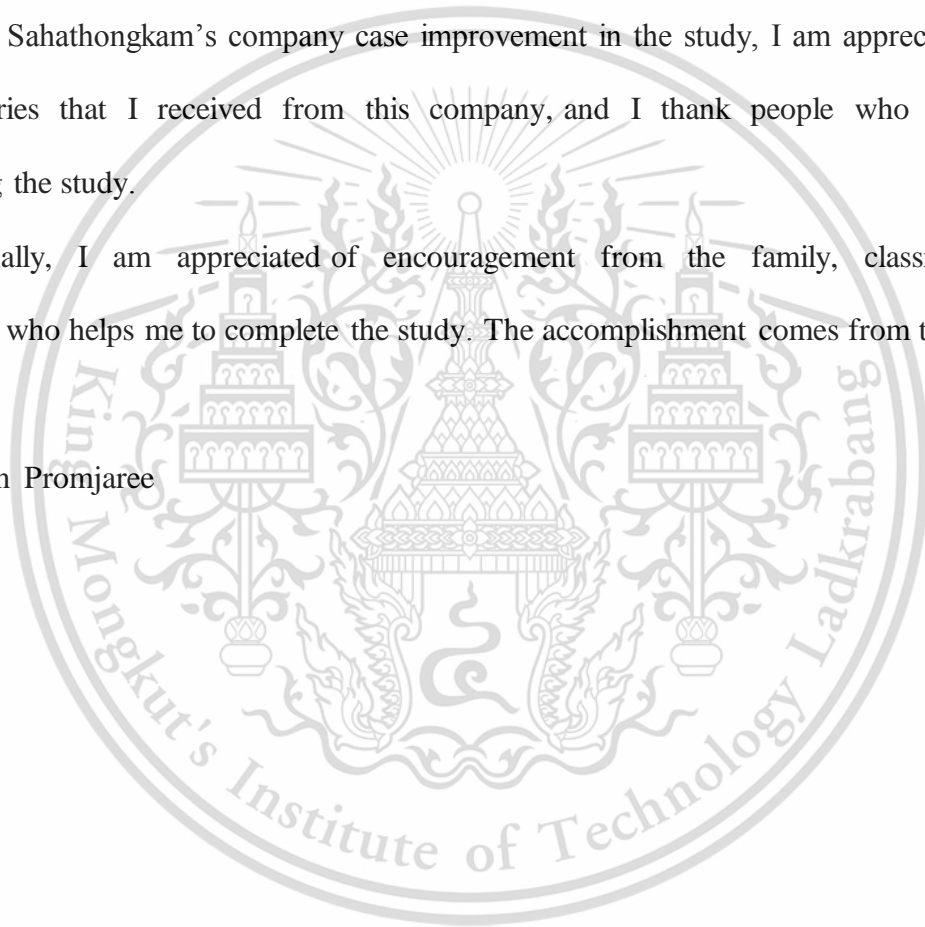 Sahathongkam’s company case improvement in the study, I am apprec
ries that I received from this company, and I thank people who
the study.
ally, I am appreciated of encouragement from the family, class
who helps me to complete the study. The accomplishment comes from t
n Promjaree
King Mongkut's Institute of Technology Ladkrabang